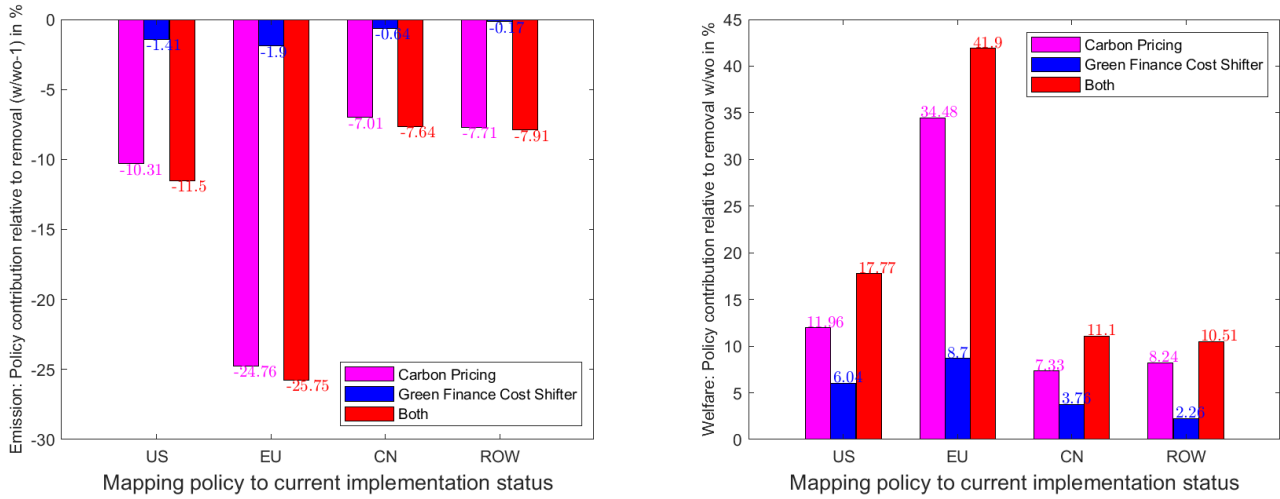 Emission: Policy contribution relative to removal (w/wo-1) in %
0
-5
-10
-15
-20
-25
-30
-10.31
-1.41
-11.5
-24.76
-1.9
-25.75
-7.01
-0.64
-7.64
-7.71
-0.17
-7.91
Carbon Pricing
Green Finance Cost Shifter
Both
US
EU
CN
ROW
Mapping policy to current implementation status
Welfare: Policy contribution relative to removal w/wo in %
45
40
35
30
25
20
15
10
5
0
11.96
6.04
17.77
34.48
8.7
41.9
7.33
3.76
11.1
8.24
2.26
10.51
Carbon Pricing
Green Finance Cost Shifter
Both
US
EU
CN
ROW
Mapping policy to current implementation status